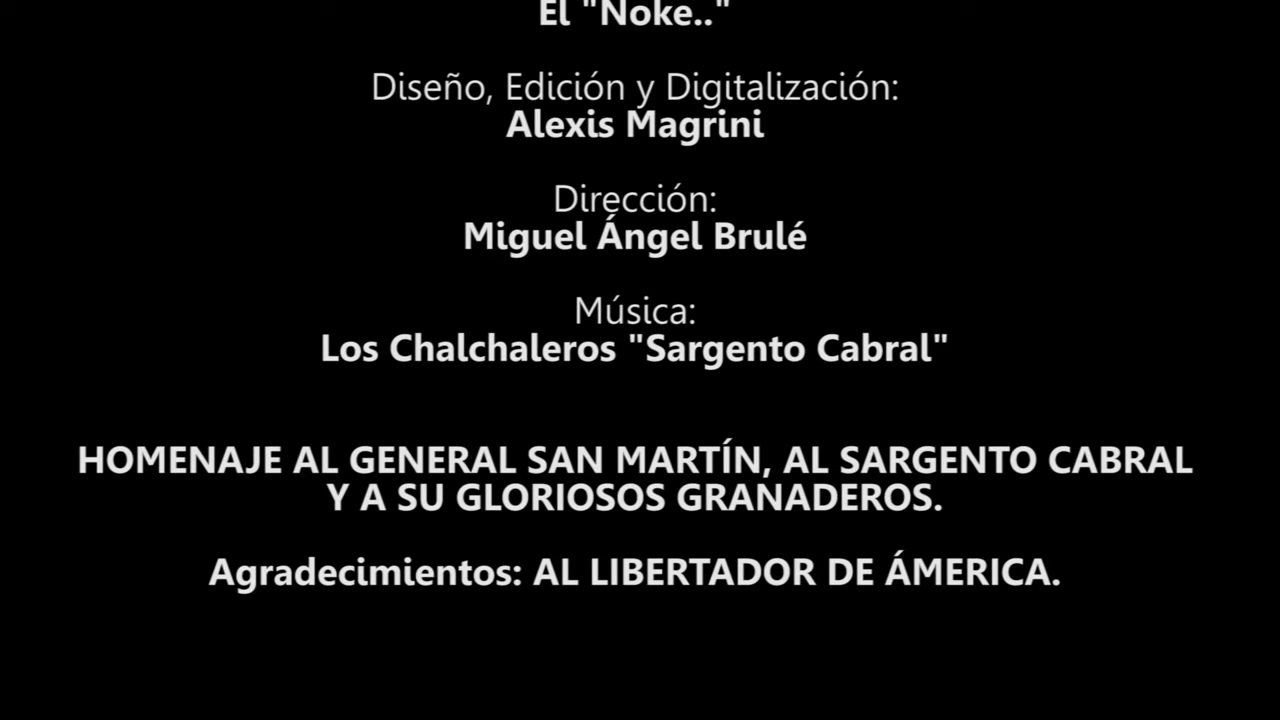 El "Noke.."
Diseño, Edición y Digitalización:
Alexis Magrini
Dirección:
Miguel Ángel Brulé
Música:
Los Chalchaleros "Sargento Cabral"
HOMENAJE AL GENERAL SAN MARTÍN, AL SARGENTO CABRAL
Y A SU GLORIOSOS GRANADEROS.
Agradecimientos: AL LIBERTADOR DE ÁMERICA.